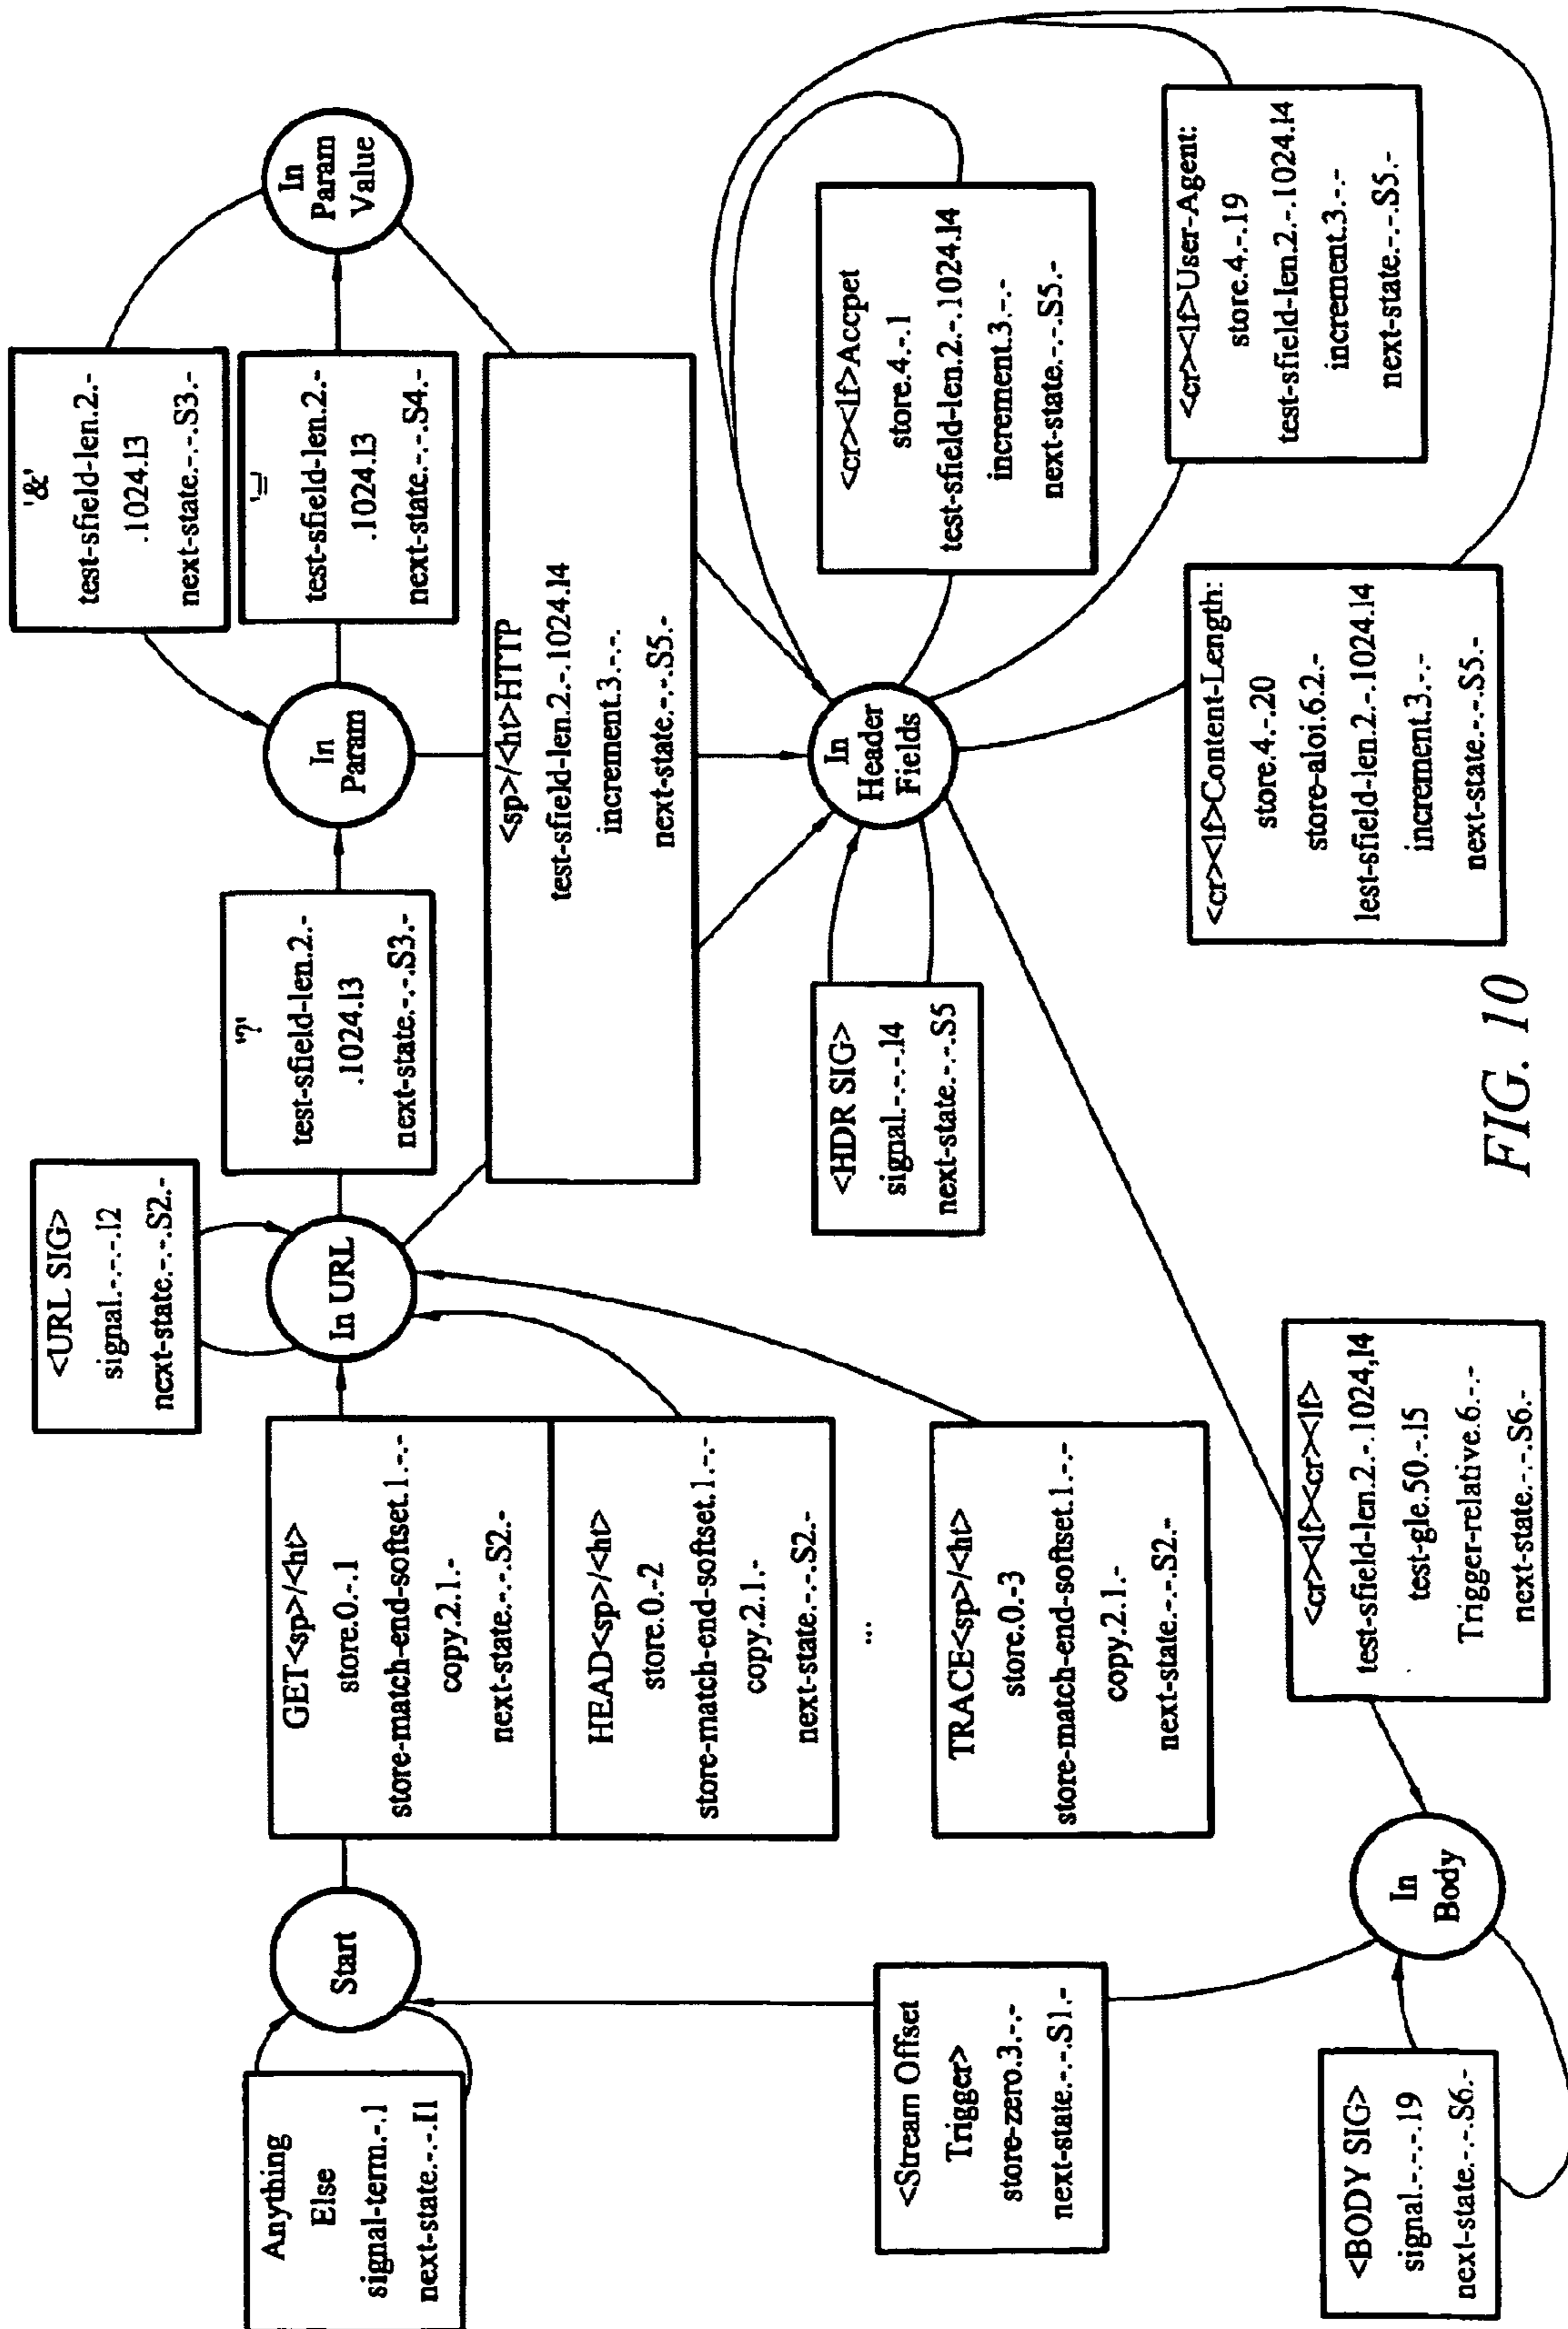 Anything
Else
signal-term.-.1
next-state.-.-.I1
Start
GET<sp>/<ht>
store.0.-.1
store-match-end-softset.1.-.-
copy.2.1.-
next-state.-.-.S2.-
HEAD<sp>/<ht>
store.0.-2
store-match-end-softset.1.-.-
copy.2.1.-
next-state.-.-.S2.-
...
TRACE<sp>/<ht>
store.0.-3
store-match-end-softset.1.-.-
copy.2.1.-
next-state.-.-.S2.-
<URL SIG>
signal.-.-.-.12
next-state.-.-.S2.-
In URL
'?'
test-sfield-len.2.-
.1024.13
next-state.-.-.S3.-
In
Param
'&'
test-sfield-len.2.-
.1024.13
next-state.-.-.S3.-
'='
test-sfield-len.2.-
.1024.13
next-state.-.-.S4.-
In
Param
Value
<sp>/<ht>HTTP
test-sfield-len.2.-.1024.14
increment.3.-.-.
next-state.-.-.S5.-
In
Header
Fields
<HDR SIG>
signal.-.-.-.14
next-state.-.-.S5
<cr><lf>Accpet
store.4.-.1
test-sfield-len.2.-.1024.14
increment.3.-.-
next-state.-.-.S5.-
<cr><lf>User-Agent:
store.4.-.19
test-sfield-len.2.-.1024.14
increment.3.-.-
next-state.-.-.S5.-
<cr><lf>Content-Length:
store.4.-.20
store-aloi.6.2.-
lest-sfield-len.2.-.1024.14
increment.3.-.-
next-state.-.-.S5.-
<cr><lf><cr><lf>
test-sfield-len.2.-.1024,14
test-gle.50.-.15
Trigger-relative.6.-.-
next-state.-.-.S6.-
In
Body
<Stream Offset
Trigger>
store-zero.3.-.-
next-state.-.-.S1.-
<BODY SIG>
signal.-.-.-.19
next-state.-.-.S6.-
FIG. 10